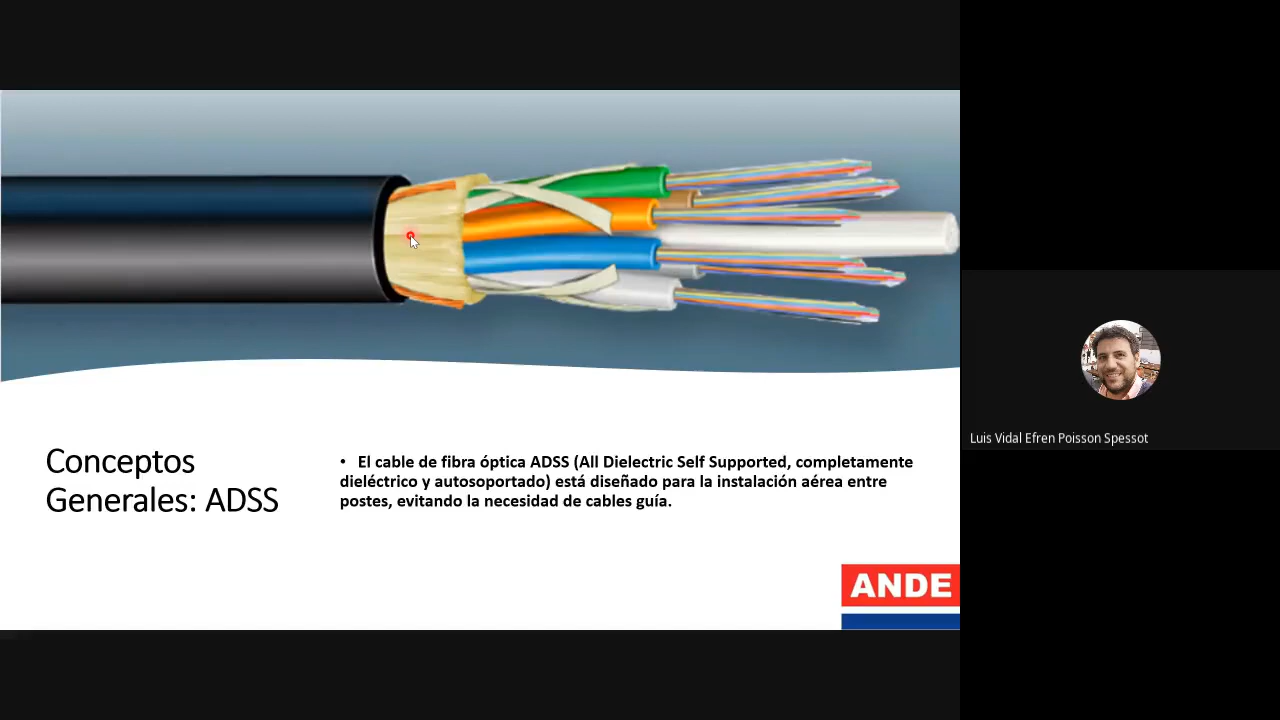 Conceptos
Generales: ADSS
• El cable de fibra óptica ADSS (All Dielectric Self Supported, completamente
dieléctrico y autosoportado) está diseñado para la instalación aérea entre
postes, evitando la necesidad de cables guía.
ANDE
Luis Vidal Efren Poisson Spessot